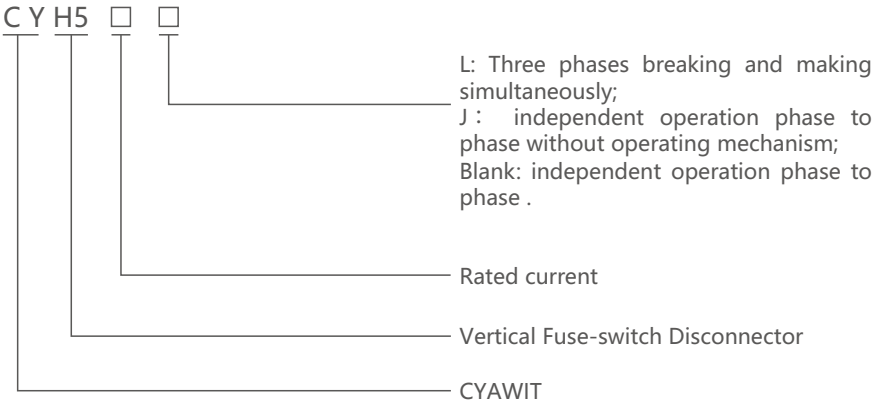 CY H5 □ □
L: Three phases breaking and making
simultaneously;
J： independent operation phase to
phase without operating mechanism;
Blank: independent operation phase to
phase .
Rated current
Vertical Fuse-switch Disconnector
CYAWIT